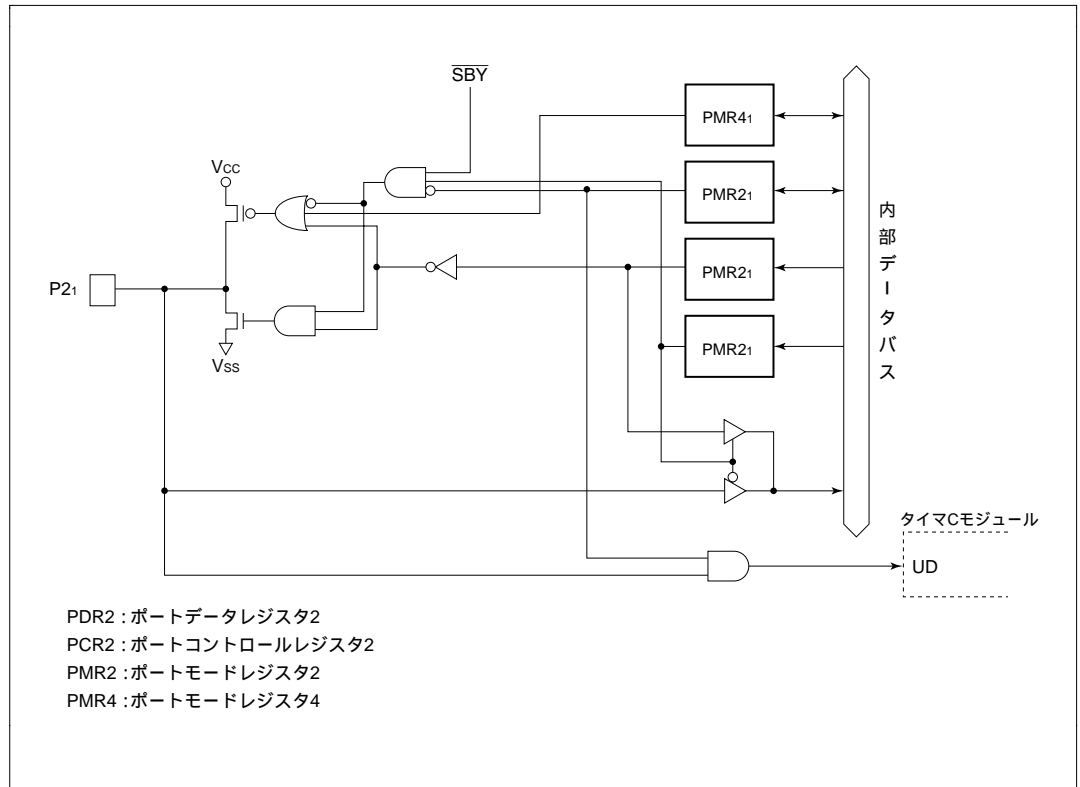 SBY
PMR41
VCC
PMR21
PMR21
P21
PMR21
VSS
内部データバス
タイマCモジュール
UD
PDR2 : ポートデータレジスタ2
PCR2 : ポートコントロールレジスタ2
PMR2 : ポートモードレジスタ2
PMR4 : ポートモードレジスタ4